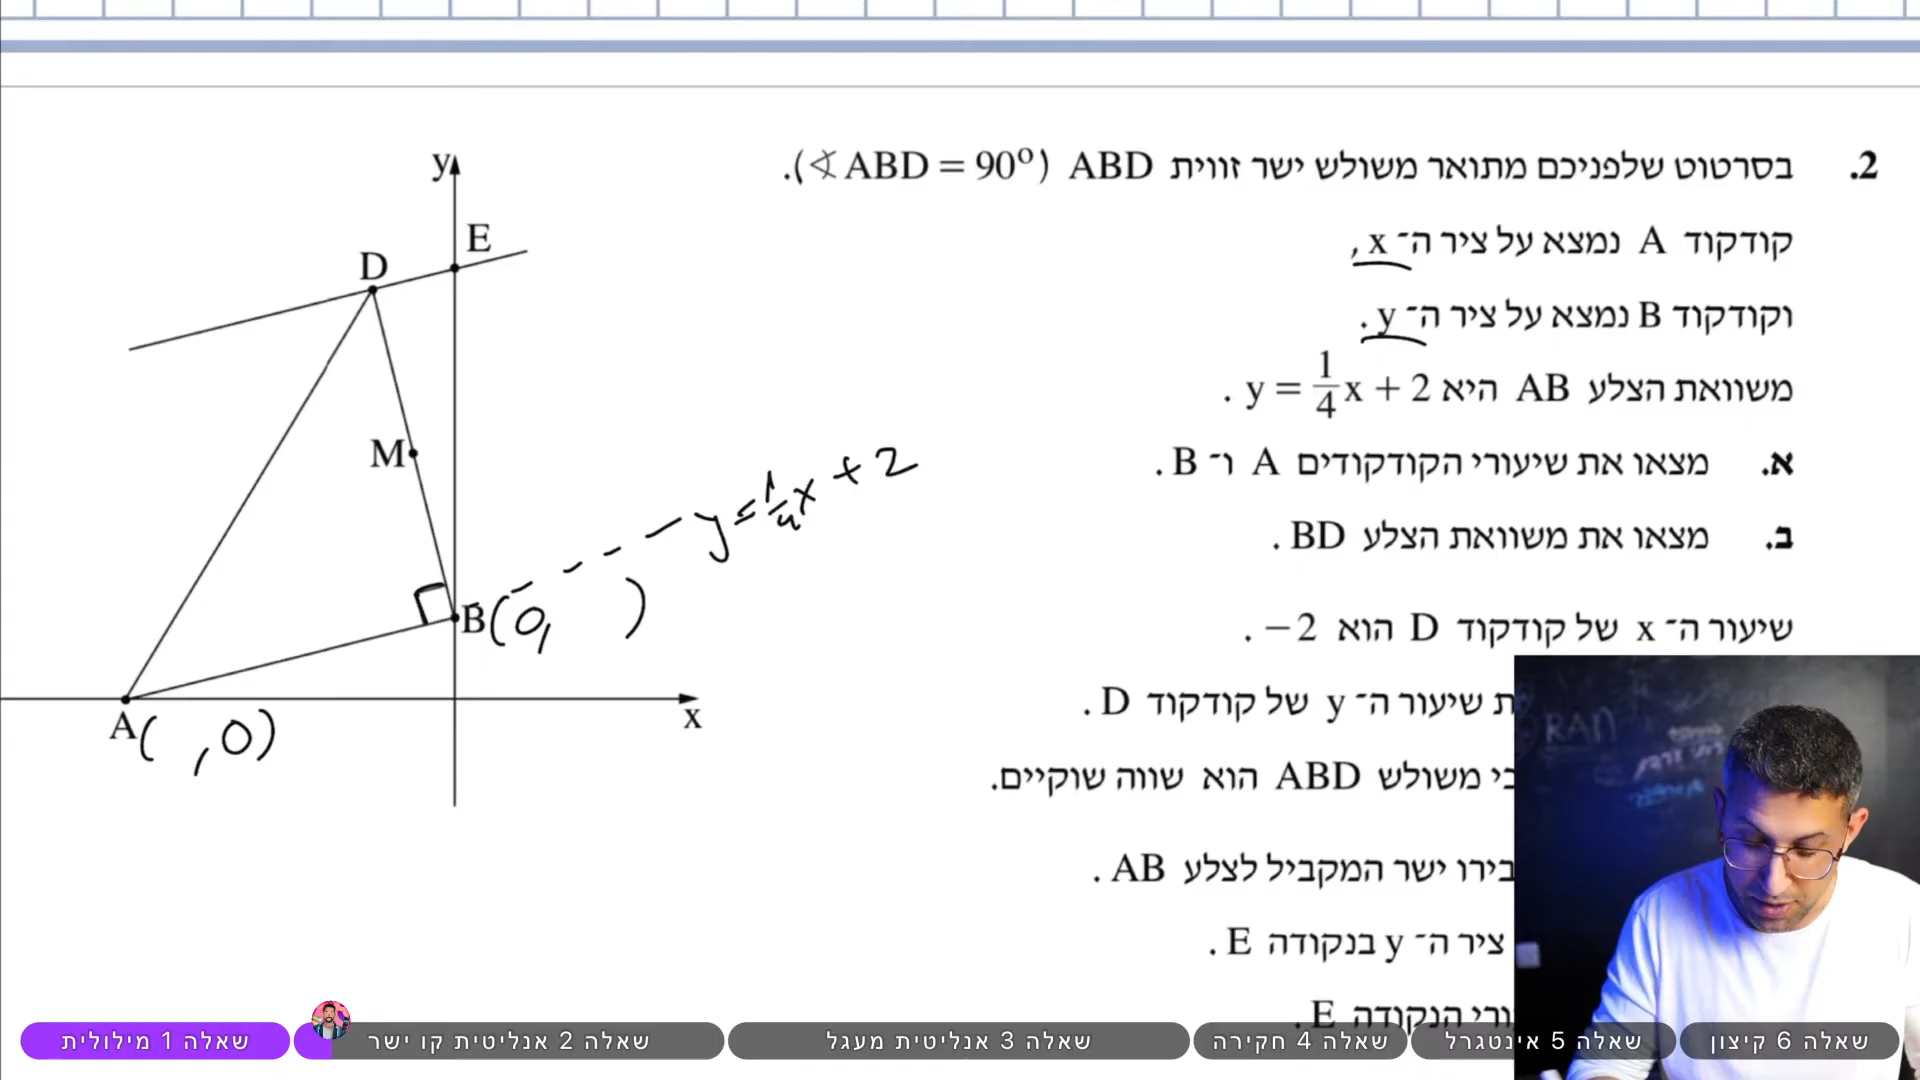 2. בסרטוט שלפניכם מתואר משולש ישר זווית ABD (∢ABD = 90°).
קודקוד A נמצא על ציר ה־x,
וקודקוד B נמצא על ציר ה־y.
משוואת הצלע AB היא y = 1/4 x + 2.
א. מצאו את שיעורי הקודקודים A ו־B.
ב. מצאו את משוואת הצלע BD.
שיעור ה־x של קודקוד D הוא −2.
שיעור ה־y של קודקוד D.
משולש ABD הוא שווה שוקיים.
ישר המקביל לצלע AB.
ציר ה־y בנקודה E.
הנקודה E.
y
E
D
M
y = 1/4 x + 2
B(0, )
A( , 0)
x
RAN
שאלה 1 מילולית
שאלה 2 אנליטית קו ישר
שאלה 3 אנליטית מעגל
שאלה 4 חקירה
שאלה 5 אינטגרל
שאלה 6 קיצון